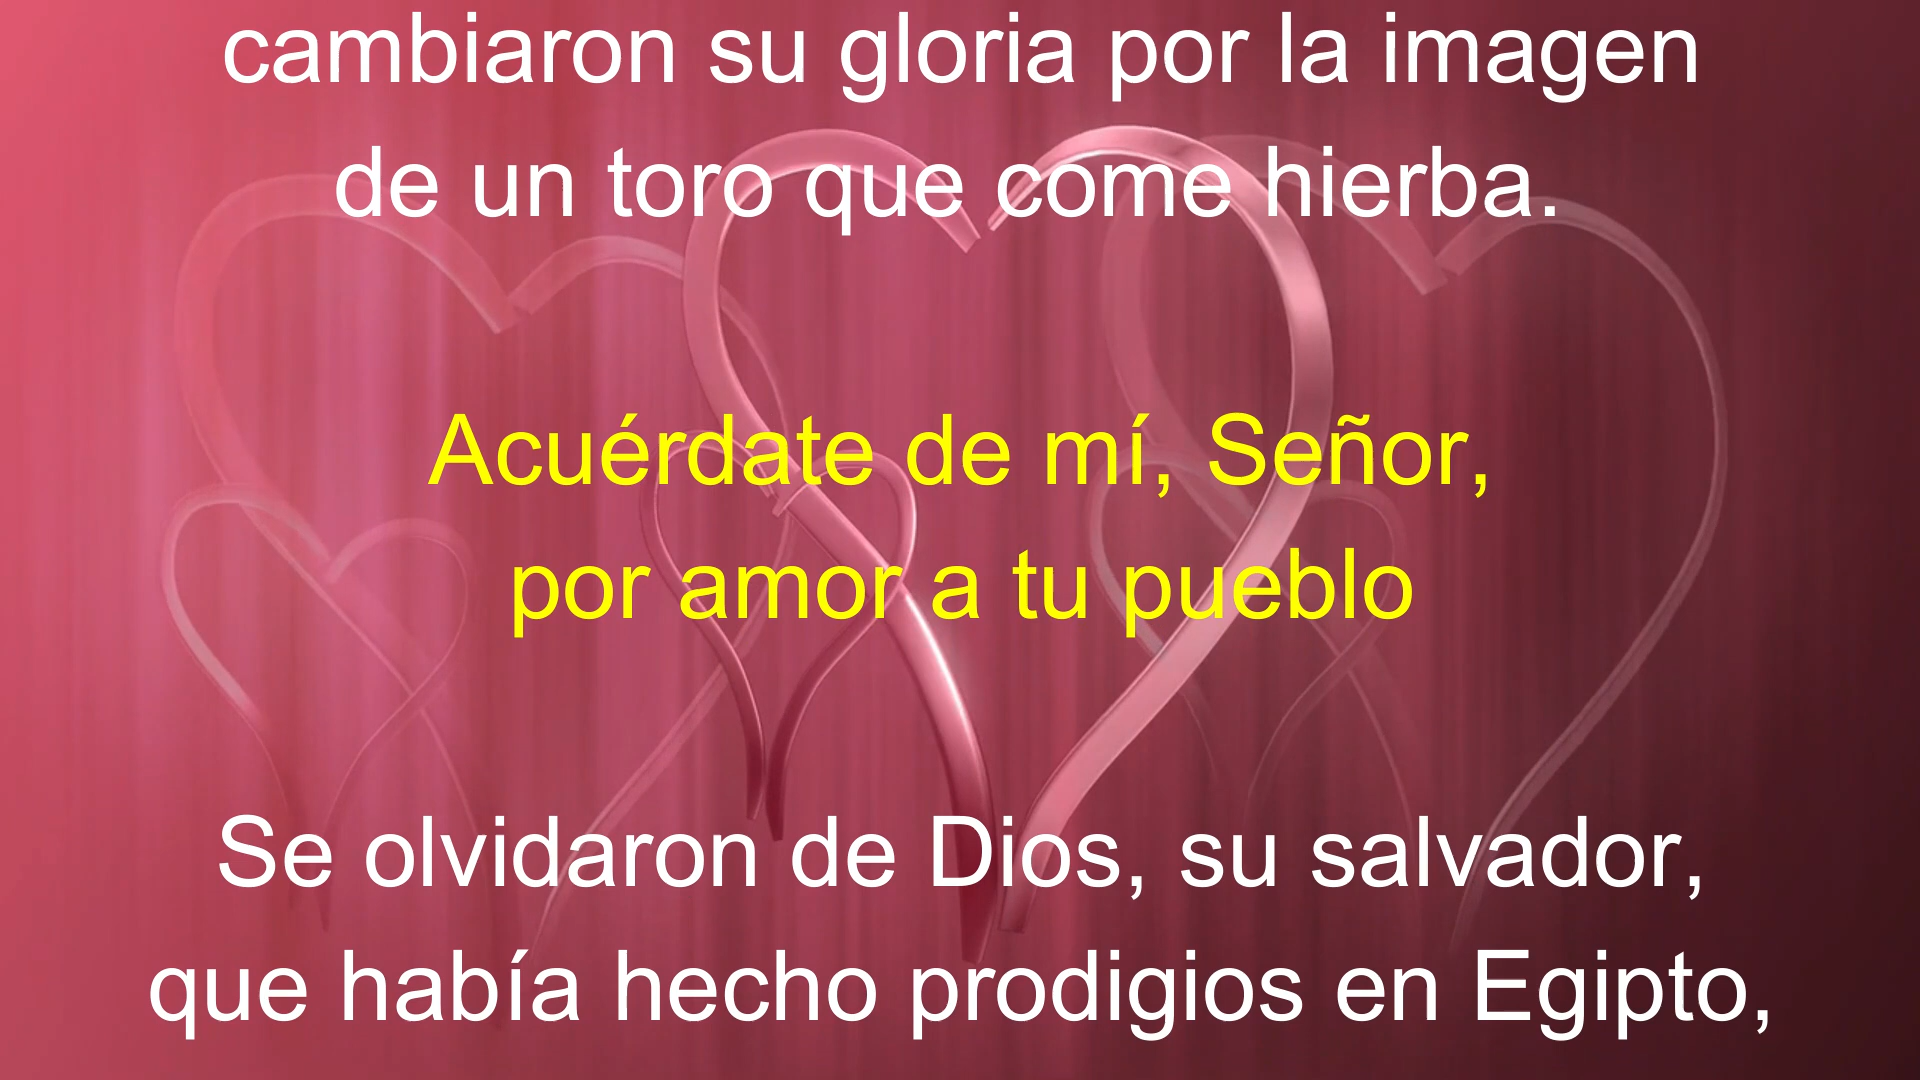 cambiaron su gloria por la imagen
de un toro que come hierba.
Acuérdate de mí, Señor,
por amor a tu pueblo
Se olvidaron de Dios, su salvador,
que había hecho prodigios en Egipto,